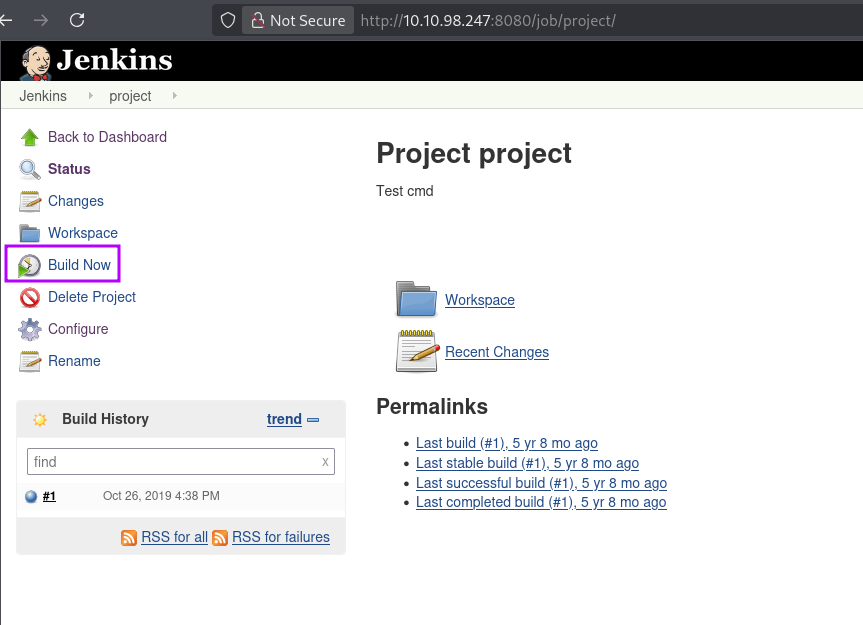 Not Secure http://10.10.98.247:8080/job/project/
Jenkins
Jenkins project
Back to Dashboard
Status
Changes
Workspace
Build Now
Delete Project
Configure
Rename
Build History trend
find x
#1 Oct 26, 2019 4:38 PM
RSS for all RSS for failures
Project project
Test cmd
Workspace
Recent Changes
Permalinks
Last build (#1), 5 yr 8 mo ago
Last stable build (#1), 5 yr 8 mo ago
Last successful build (#1), 5 yr 8 mo ago
Last completed build (#1), 5 yr 8 mo ago